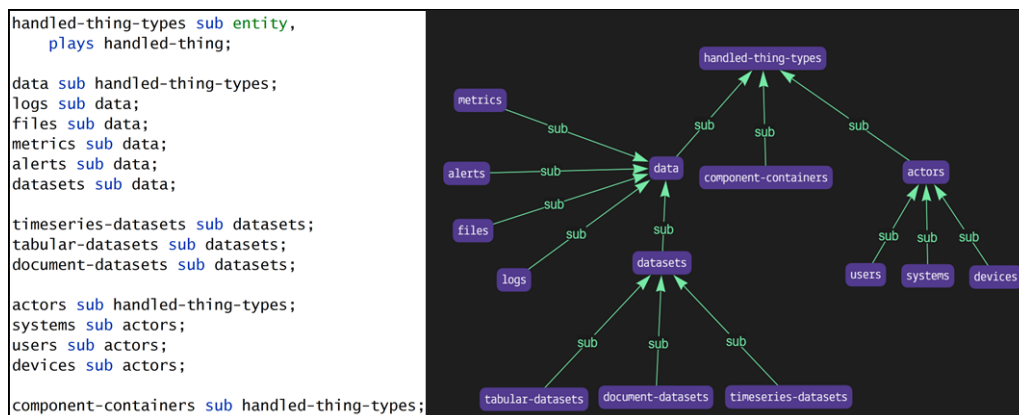 handled-thing-types sub entity,
plays handled-thing;
data sub handled-thing-types;
logs sub data;
files sub data;
metrics sub data;
alerts sub data;
datasets sub data;
timeseries-datasets sub datasets;
tabular-datasets sub datasets;
document-datasets sub datasets;
actors sub handled-thing-types;
systems sub actors;
users sub actors;
devices sub actors;
component-containers sub handled-thing-types;
handled-thing-types
metrics
sub
sub
sub
sub
alerts
sub
data
component-containers
actors
sub
files
sub
sub
sub
sub
sub
sub
logs
datasets
users
systems
devices
sub
sub
sub
tabular-datasets
document-datasets
timeseries-datasets